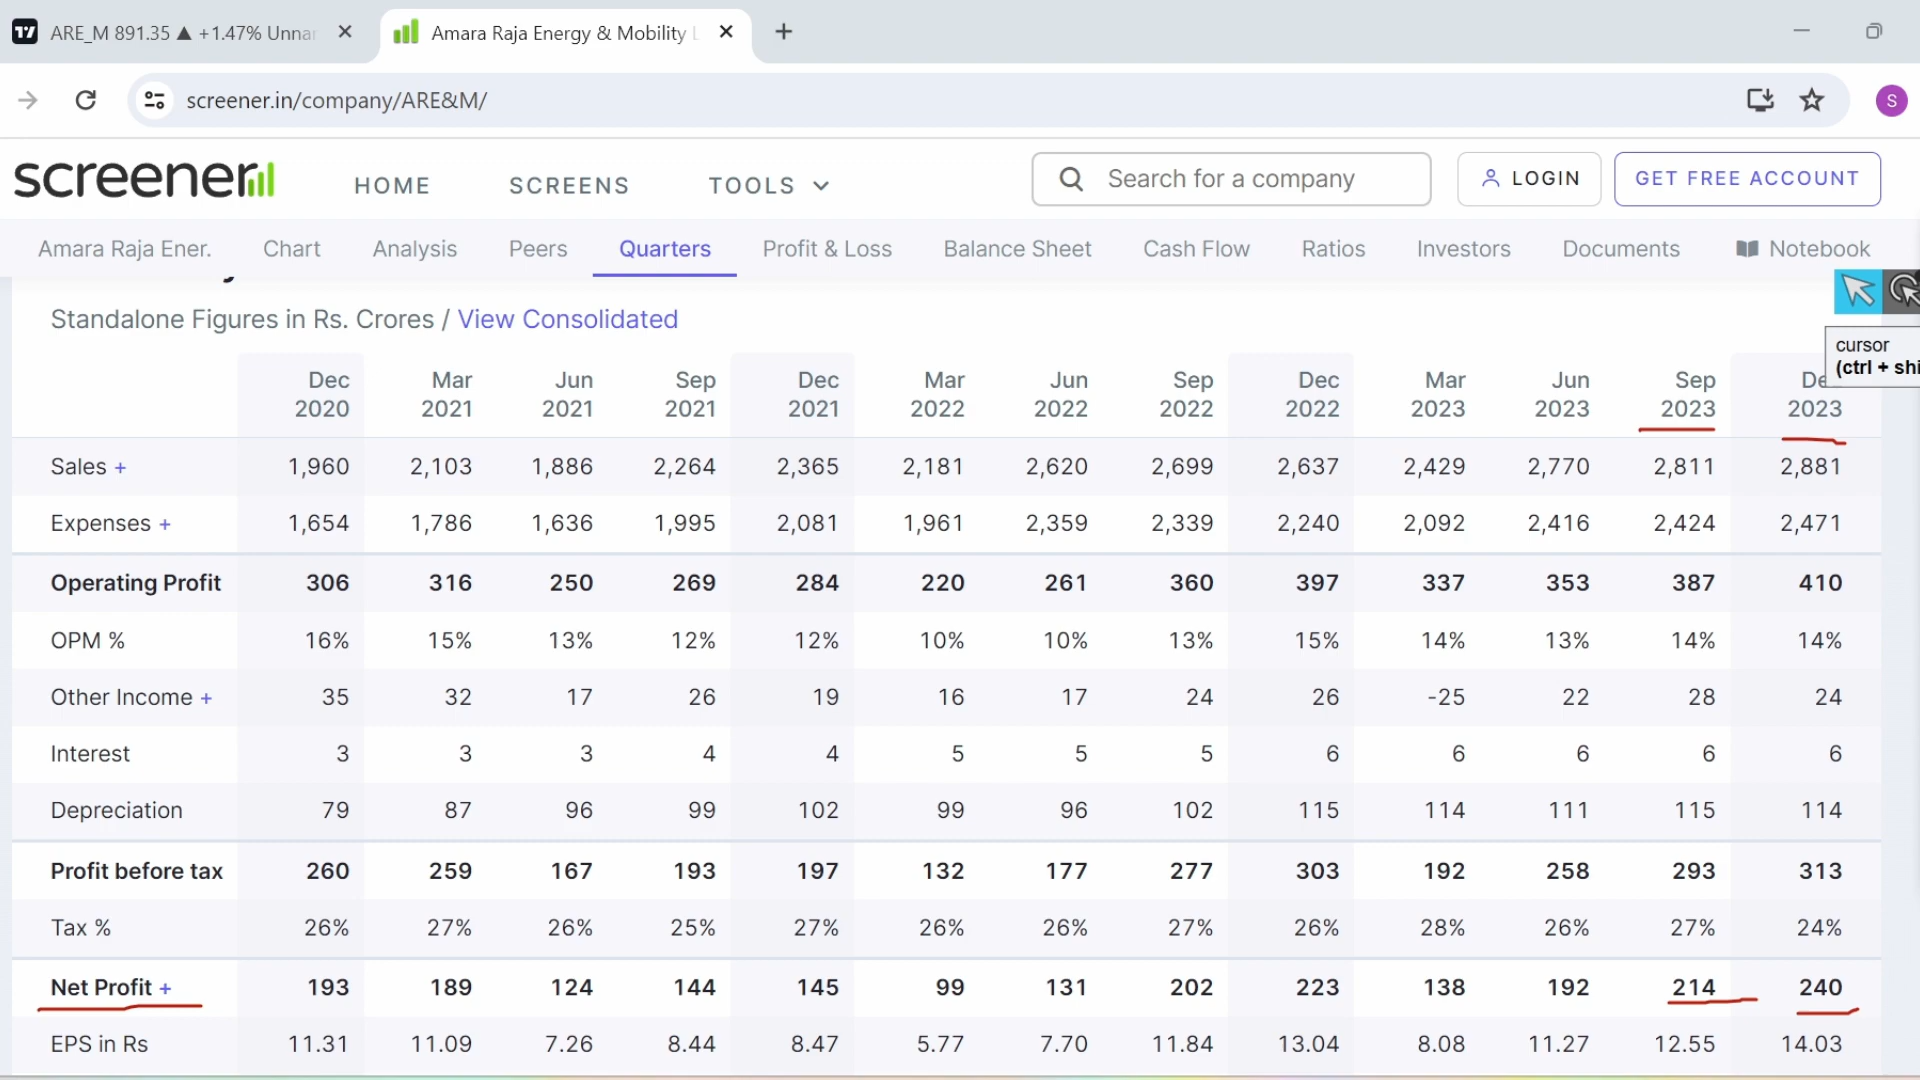 ARE_M 891.35 ▲ +1.47% Unnar
Amara Raja Energy & Mobility L
screener.in/company/ARE&M/
S
screener
HOME
SCREENS
TOOLS
Search for a company
LOGIN
GET FREE ACCOUNT
Amara Raja Ener. Chart Analysis Peers Quarters Profit & Loss Balance Sheet Cash Flow Ratios Investors Documents Notebook
Standalone Figures in Rs. Crores / View Consolidated
cursor
(ctrl + shi
Dec Mar Jun Sep Dec Mar Jun Sep Dec Mar Jun Sep De
2020 2021 2021 2021 2021 2022 2022 2022 2022 2023 2023 2023 2023
Sales + 1,960 2,103 1,886 2,264 2,365 2,181 2,620 2,699 2,637 2,429 2,770 2,811 2,881
Expenses + 1,654 1,786 1,636 1,995 2,081 1,961 2,359 2,339 2,240 2,092 2,416 2,424 2,471
Operating Profit 306 316 250 269 284 220 261 360 397 337 353 387 410
OPM % 16% 15% 13% 12% 12% 10% 10% 13% 15% 14% 13% 14% 14%
Other Income + 35 32 17 26 19 16 17 24 26 -25 22 28 24
Interest 3 3 3 4 4 5 5 5 6 6 6 6 6
Depreciation 79 87 96 99 102 99 96 102 115 114 111 115 114
Profit before tax 260 259 167 193 197 132 177 277 303 192 258 293 313
Tax % 26% 27% 26% 25% 27% 26% 26% 27% 26% 28% 26% 27% 24%
Net Profit + 193 189 124 144 145 99 131 202 223 138 192 214 240
EPS in Rs 11.31 11.09 7.26 8.44 8.47 5.77 7.70 11.84 13.04 8.08 11.27 12.55 14.03